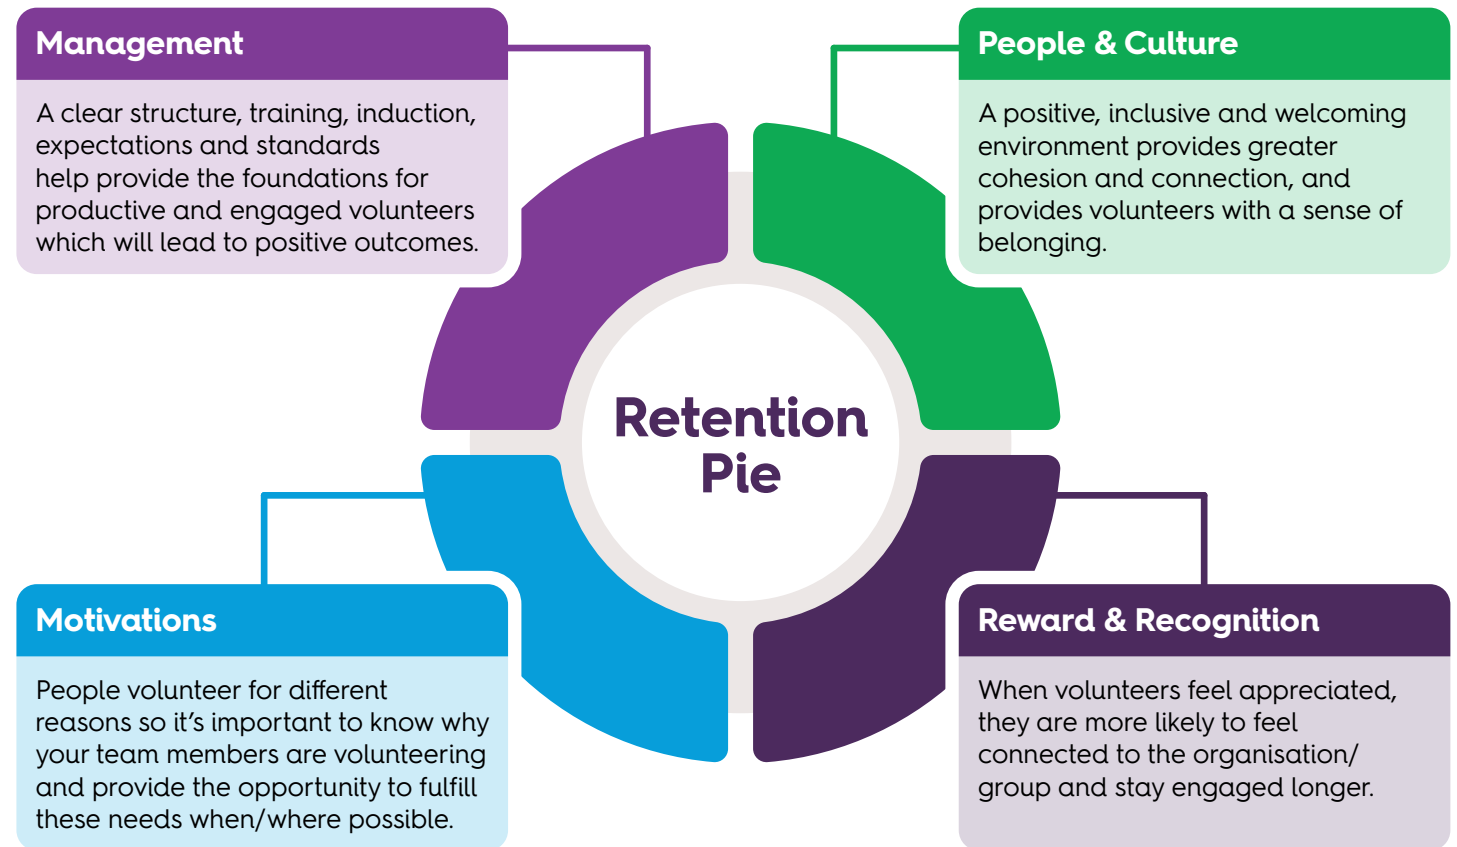 Management
A clear structure, training, induction,
expectations and standards
help provide the foundations for
productive and engaged volunteers
which will lead to positive outcomes.
People & Culture
A positive, inclusive and welcoming
environment provides greater
cohesion and connection, and
provides volunteers with a sense of
belonging.
Retention
Pie
Motivations
People volunteer for different
reasons so it’s important to know why
your team members are volunteering
and provide the opportunity to fulfill
these needs when/where possible.
Reward & Recognition
When volunteers feel appreciated,
they are more likely to feel
connected to the organisation/
group and stay engaged longer.